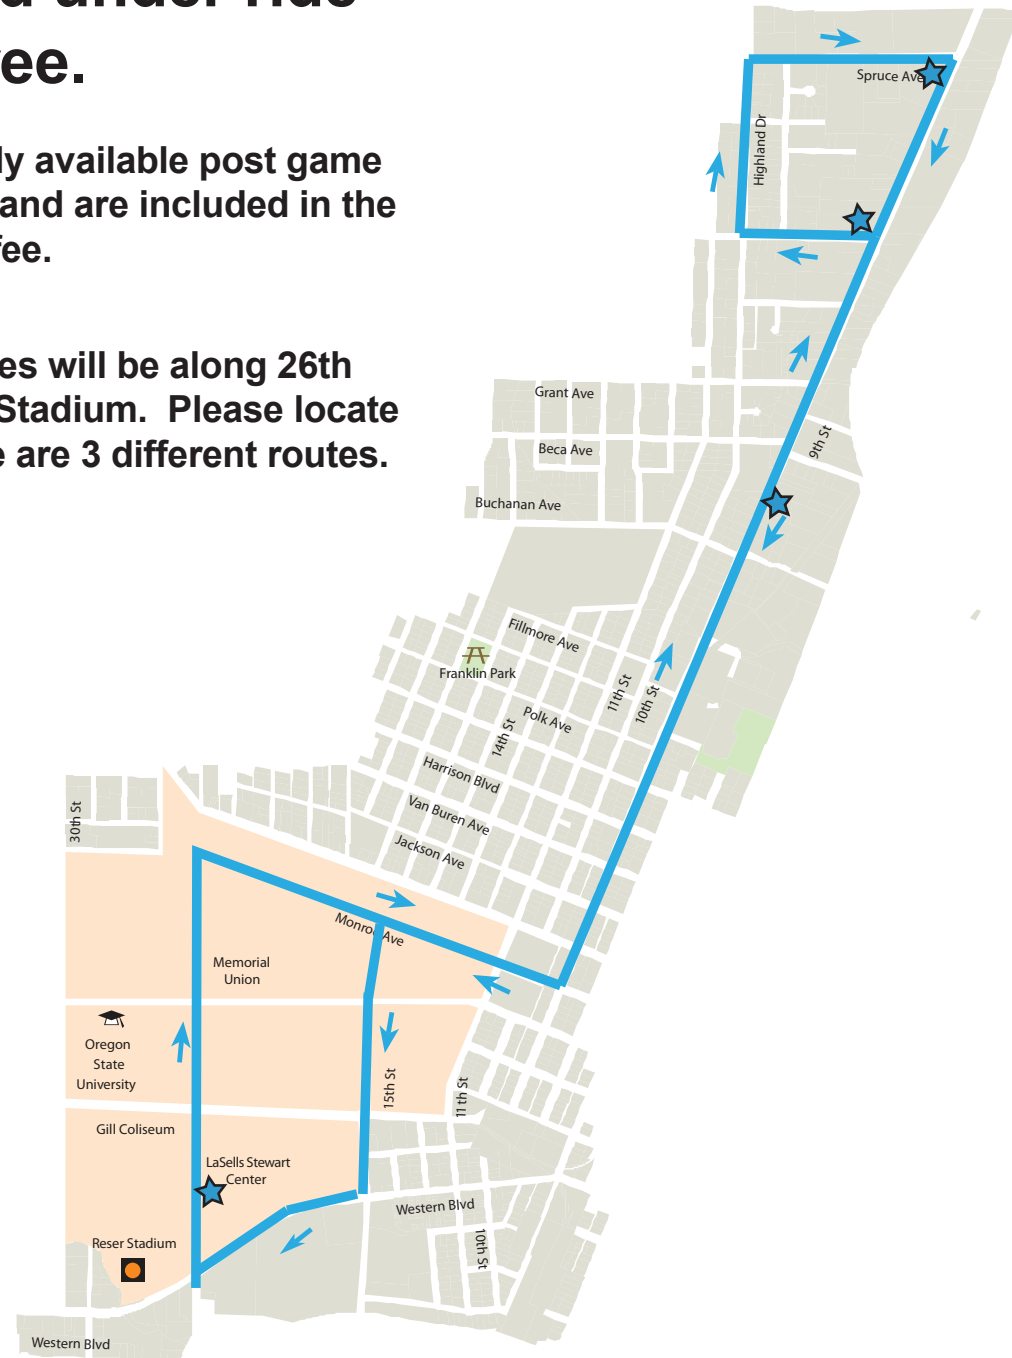 ee.
ly available post game
and are included in the
fee.
es will be along 26th
Stadium. Please locate
e are 3 different routes.
Spruce Ave
Highland Dr
Grant Ave
9th St
Beca Ave
Buchanan Ave
Fillmore Ave
Franklin Park
11th St
10th St
Polk Ave
14th St
Harrison Blvd
Van Buren Ave
30th St
Jackson Ave
Monroe Ave
Memorial
Union
Oregon
State
University
15th St
11 th St
Gill Coliseum
LaSells Stewart
Center
Western Blvd
10th St
Reser Stadium
Western Blvd